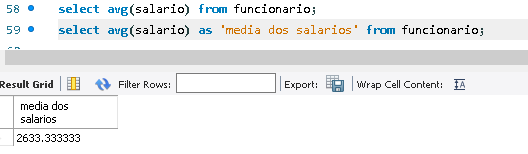 58 select avg(salario) from funcionario;
59 select avg(salario) as 'media dos salarios' from funcionario;
Result Grid Filter Rows: Export: Wrap Cell Content:
media dos
salarios
2633.333333